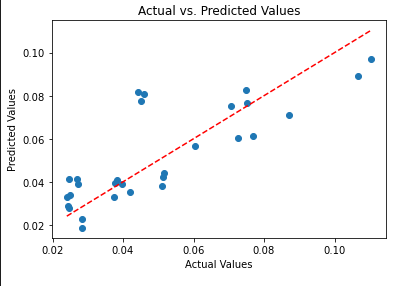 Actual vs. Predicted Values
Predicted Values
0.10
0.08
0.06
0.04
0.02
0.02 0.04 0.06 0.08 0.10
Actual Values